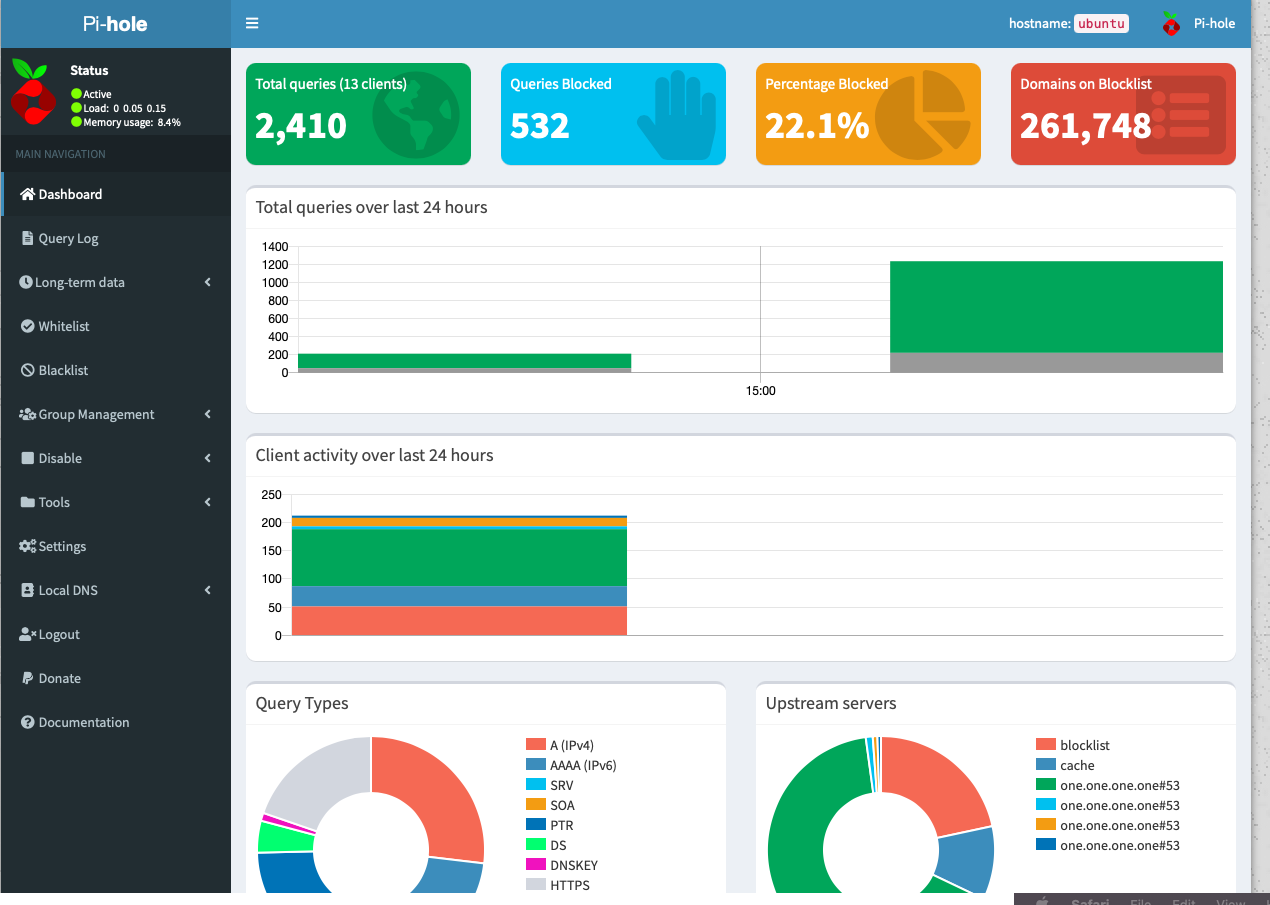 Pi-hole
hostname: ubuntu
Pi-hole
Status
Active
Load: 0 0.05 0.15
Memory usage: 8.4%
MAIN NAVIGATION
Dashboard
Query Log
Long-term data
Whitelist
Blacklist
Group Management
Disable
Tools
Settings
Local DNS
Logout
Donate
Documentation
Total queries (13 clients)
2,410
Queries Blocked
532
Percentage Blocked
22.1%
Domains on Blocklist
261,748
Total queries over last 24 hours
1400
1200
1000
800
600
400
200
0
15:00
Client activity over last 24 hours
250
200
150
100
50
0
Query Types
A (IPv4)
AAAA (IPv6)
SRV
SOA
PTR
DS
DNSKEY
HTTPS
Upstream servers
blocklist
cache
one.one.one.one#53
one.one.one.one#53
one.one.one.one#53
one.one.one.one#53
Safari File Edit View